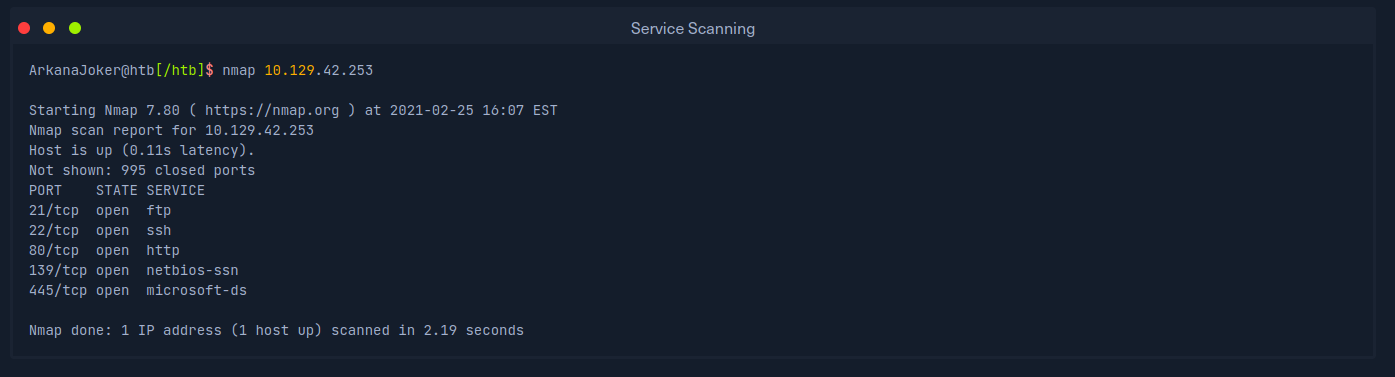 Service Scanning
ArkanaJoker@htb[/htb]$ nmap 10.129.42.253
Starting Nmap 7.80 ( https://nmap.org ) at 2021-02-25 16:07 EST
Nmap scan report for 10.129.42.253
Host is up (0.11s latency).
Not shown: 995 closed ports
PORT    STATE SERVICE
21/tcp  open  ftp
22/tcp  open  ssh
80/tcp  open  http
139/tcp open  netbios-ssn
445/tcp open  microsoft-ds
Nmap done: 1 IP address (1 host up) scanned in 2.19 seconds